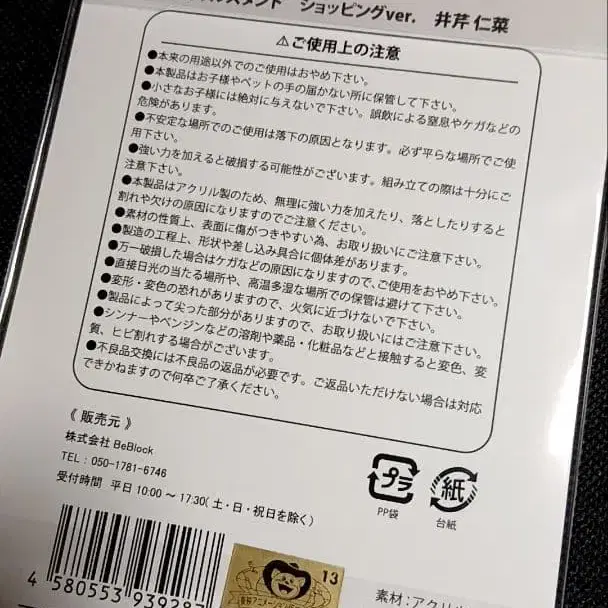 スタンド ショッピングver. 井芹 仁菜
⚠ご使用上の注意
●本来の用途以外でのご使用はおやめ下さい。
●本製品はお子様やペットの手の届かない所に保管して下さい。
●小さなお子様には絶対に与えないで下さい。誤飲による窒息やケガなどの
危険があります。
●不安定な場所でのご使用は落下の原因となります。必ず平らな場所でご使
用下さい。
●強い力を加えると破損する可能性がございます。組み立ての際は十分にご
注意下さい。
●本製品はアクリル製のため、無理に強い力を加えたり、落としたりすると
割れや欠けの原因になりますのでご注意ください。
●素材の性質上、表面に傷がつきやすい為、お取り扱いにご注意下さい。
●製造の工程上、形状や差し込み具合に個体差があります。
●万一破損した場合はケガなどの原因になりますので、ご使用をおやめ下さい。
●直接日光の当たる場所や、高温多湿な場所での保管は避けて下さい。
●変形・変色の恐れがありますので、火気に近づけないで下さい。
●製品によって尖った部分がありますので、お取り扱いにはご注意下さい。
●シンナーやベンジンなどの溶剤や薬品・化粧品などと接触すると変色、変
質、ヒビ割れする場合がございます。
●不良品交換には不良品の返品が必要です。ご返品いただけない場合は対応
できかねますので何卒ご了承ください。
《 販売元 》
株式会社 BeBlock
TEL : 050-1781-6746
受付時間 平日 10:00 ～ 17:30(土・日・祝日を除く)
プラ
PP袋
紙
台紙
4 580553 939287
13
素材:アクリル